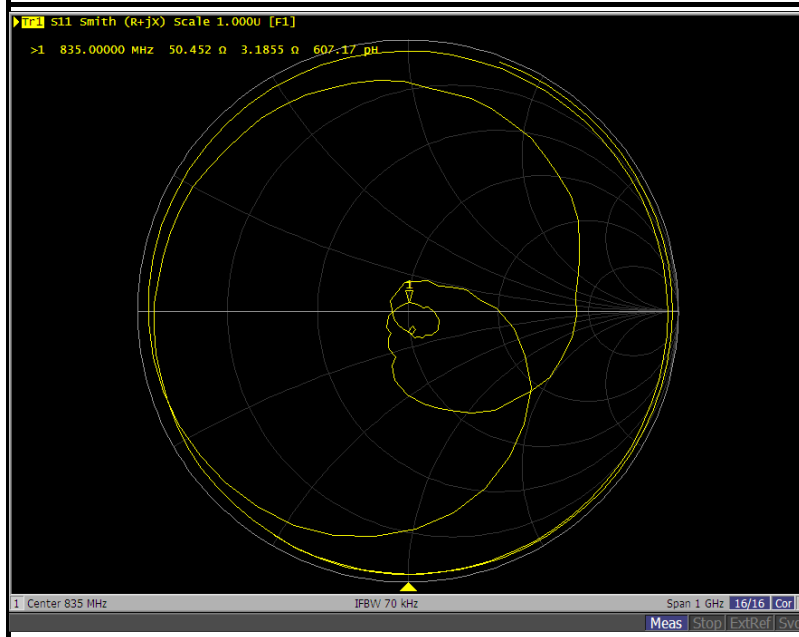 Tr1 S11 Smith (R+jX) Scale 1.000U [F1]
>1 835.00000 MHz 50.452 Ω 3.1855 Ω 607.17 pH
1
1 Center 835 MHz IFBW 70 kHz Span 1 GHz 16/16 Cor
Meas Stop ExtRef